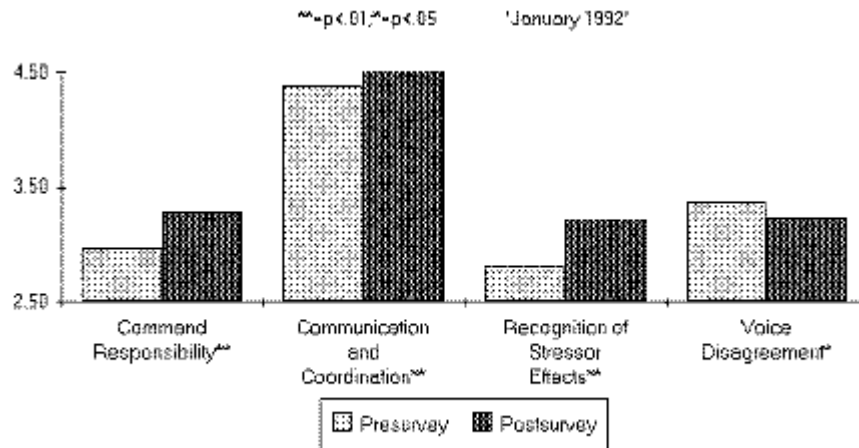 **=p<.01,*=p<.05 "January 1992"
4.50
3.50
2.50
Command
Responsibility**
Communication
and
Coordination**
Recognition of
Stressor
Effects**
Voice
Disagreement*
Presurvey Postsurvey